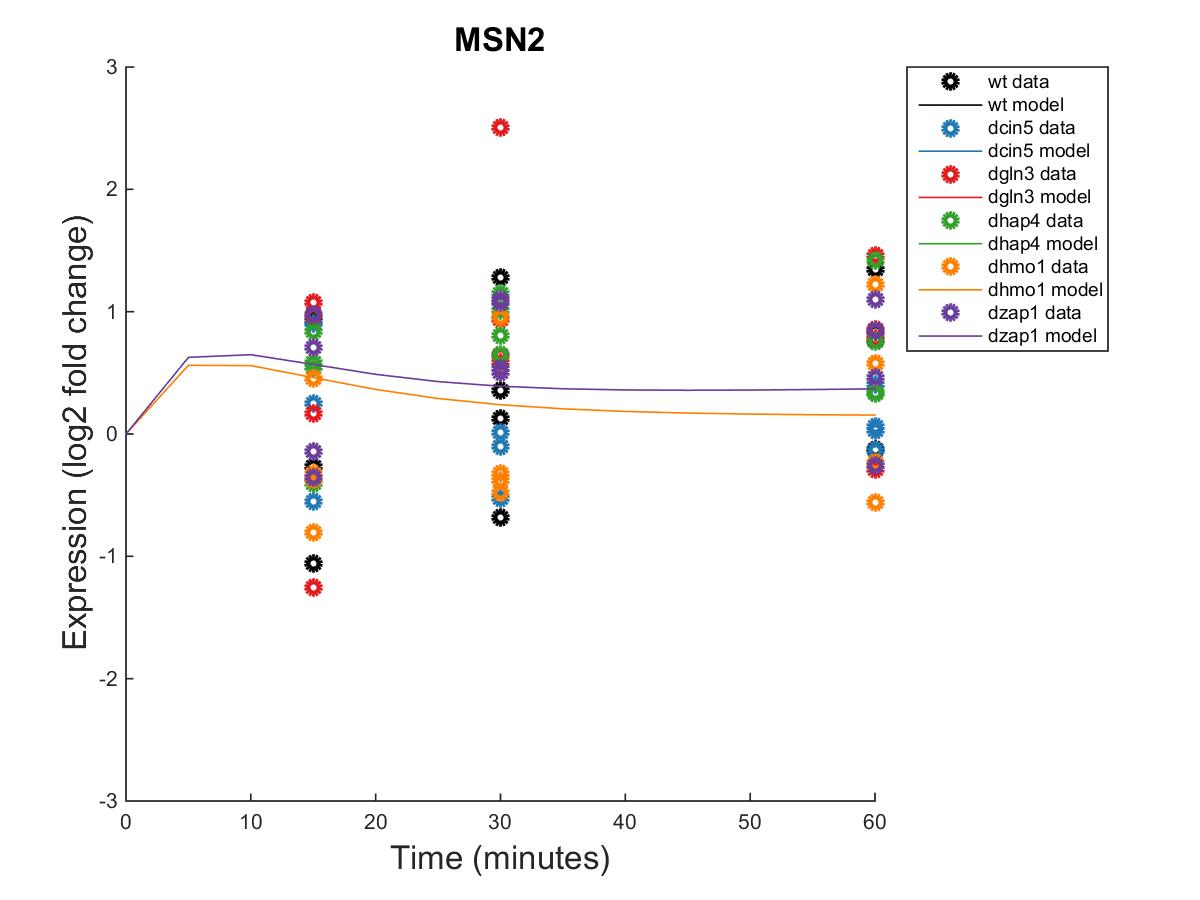 MSN2
3
2
1
0
-1
-2
-3
Expression (log2 fold change)
0 10 20 30 40 50 60
Time (minutes)
wt data
wt model
dcin5 data
dcin5 model
dgln3 data
dgln3 model
dhap4 data
dhap4 model
dhmo1 data
dhmo1 model
dzap1 data
dzap1 model